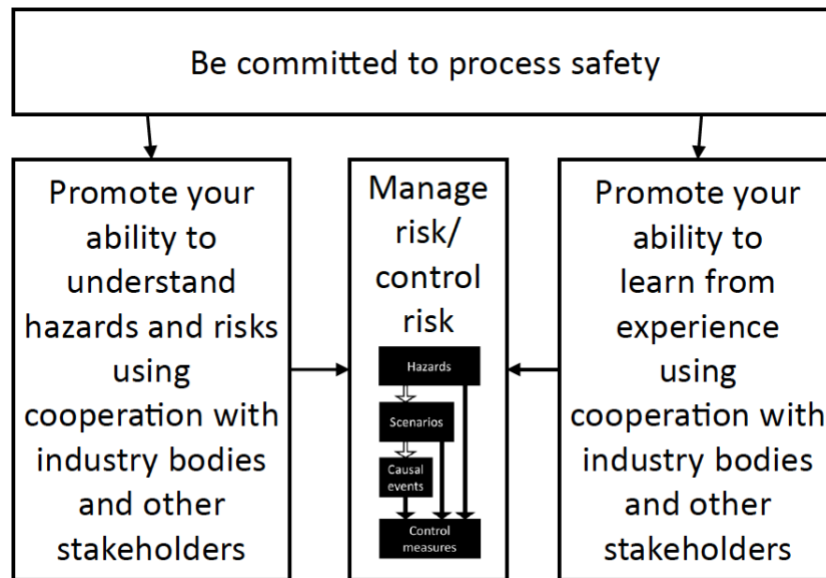 Be committed to process safety
Promote your
ability to
understand
hazards and risks
using
cooperation with
industry bodies
and other
stakeholders
Manage
risk/
control
risk
Hazards
Scenarios
Causal
events
Control
measures
Promote your
ability to
learn from
experience
using
cooperation with
industry bodies
and other
stakeholders